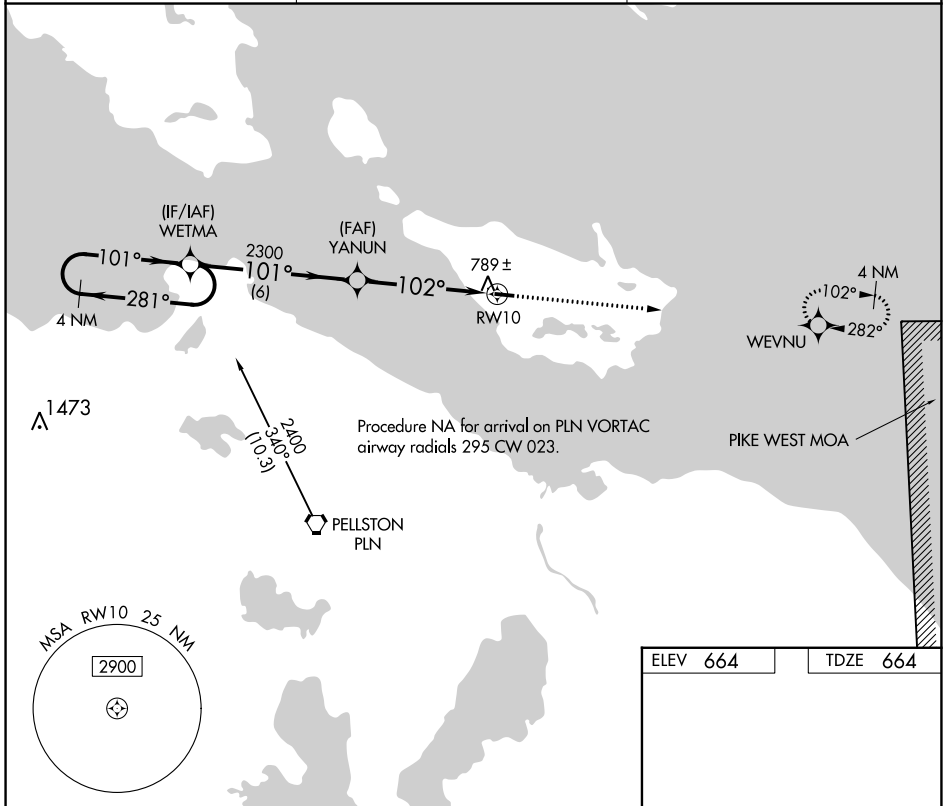 (IF/IAF)
WETMA
(FAF)
YANUN
101°
281°
4 NM
2300
101°
(6)
102°
789 ±
RW10
4 NM
102°
282°
WEVNU
1473
2400
340°
(10.3)
Procedure NA for arrival on PLN VORTAC
airway radials 295 CW 023.
PIKE WEST MOA
PELLSTON
PLN
MSA RW10 25 NM
2900
ELEV 664
TDZE 664